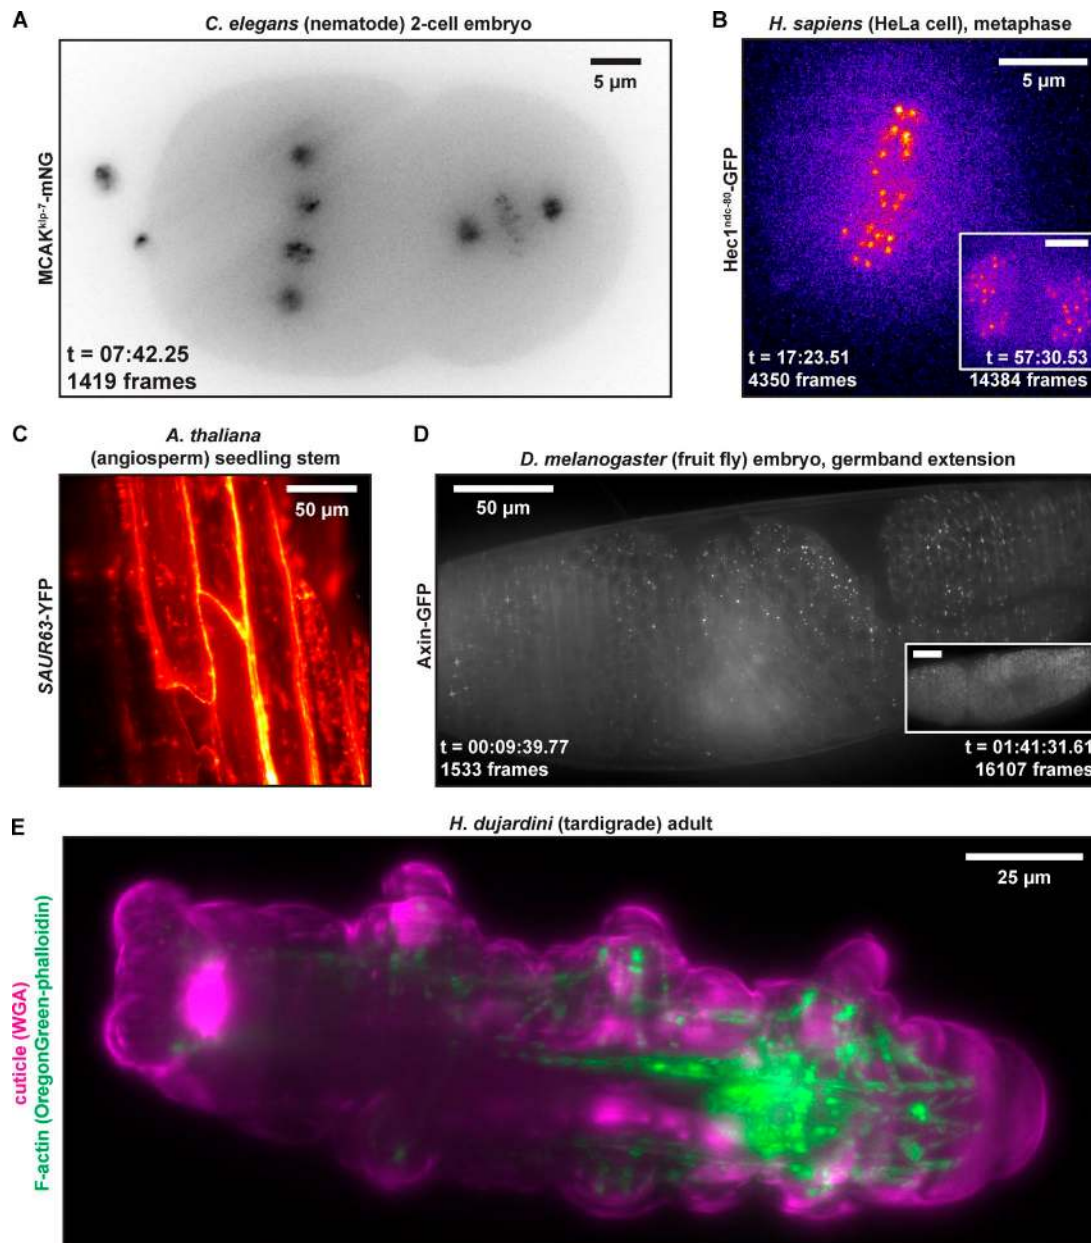 A
C. elegans (nematode) 2-cell embryo
MCAKklp-7-mNG
5 µm
t = 07:42.25
1419 frames
B
H. sapiens (HeLa cell), metaphase
Hec1ndc-80-GFP
5 µm
t = 17:23.51
4350 frames
t = 57:30.53
14384 frames
C
A. thaliana
(angiosperm) seedling stem
SAUR63-YFP
50 µm
D
D. melanogaster (fruit fly) embryo, germband extension
Axin-GFP
50 µm
t = 00:09:39.77
1533 frames
t = 01:41:31.61
16107 frames
E
H. dujardini (tardigrade) adult
cuticle (WGA)
F-actin (OregonGreen-phalloidin)
25 µm